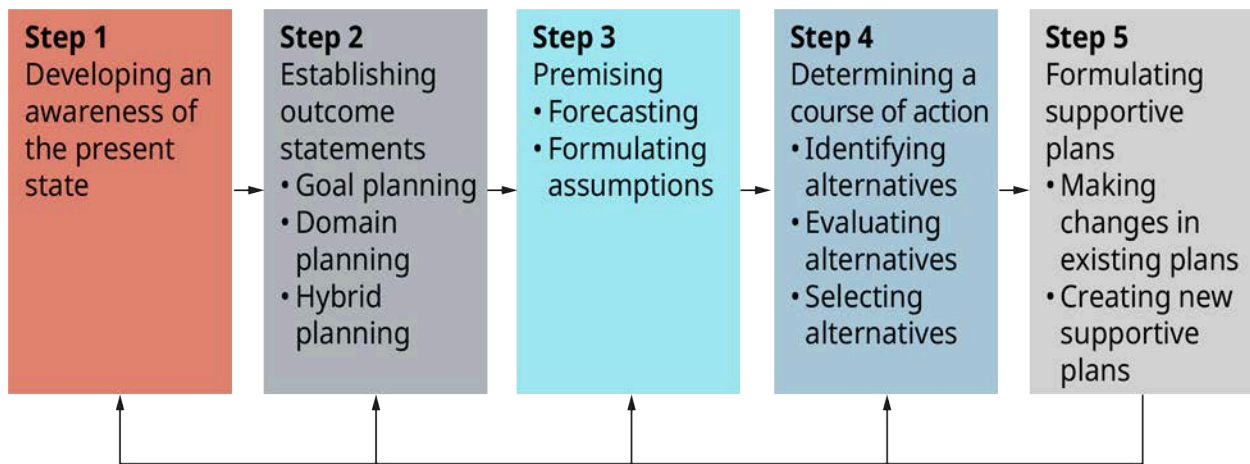 Step 1
Developing an
awareness of
the present
state
Step 2
Establishing
outcome
statements
• Goal planning
• Domain
planning
• Hybrid
planning
Step 3
Premising
• Forecasting
• Formulating
assumptions
Step 4
Determining a
course of action
• Identifying
alternatives
• Evaluating
alternatives
• Selecting
alternatives
Step 5
Formulating
supportive
plans
• Making
changes in
existing plans
• Creating new
supportive
plans